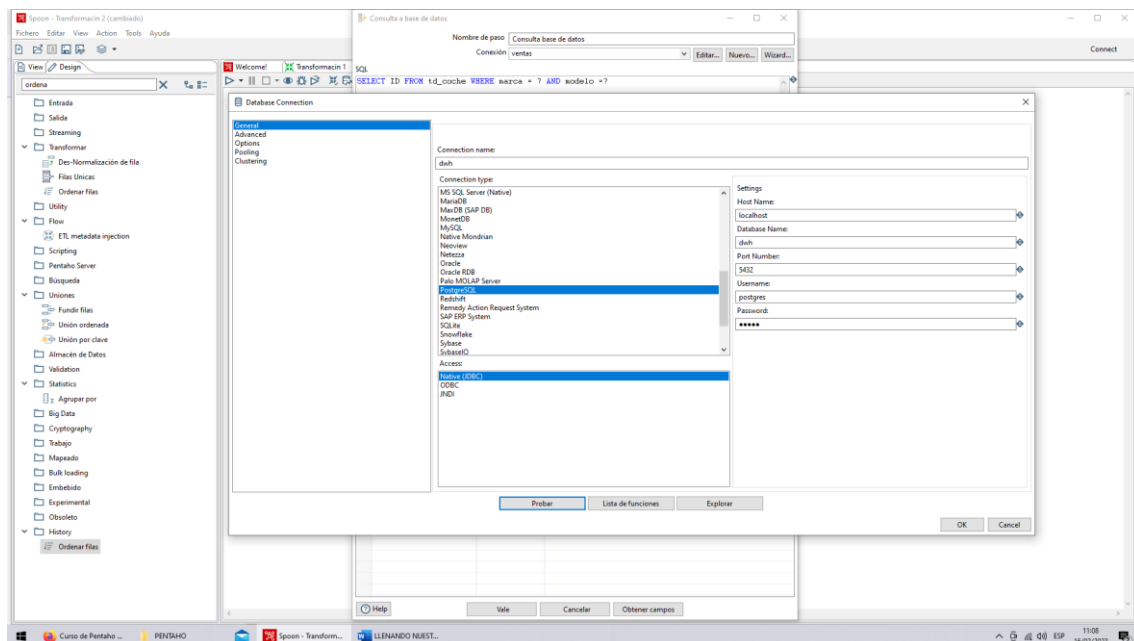 Spoon - Transformacin 2 (cambiado)
Fichero Editar View Action Tools Ayuda
Connect
View Design
ordena
Entrada
Salida
Streaming
Transformar
Des-Normalización de fila
Filas Unicas
Ordenar filas
Utility
Flow
ETL metadata injection
Scripting
Pentaho Server
Búsqueda
Uniones
Fundir filas
Unión ordenada
Unión por clave
Almacén de Datos
Validation
Statistics
Agrupar por
Big Data
Cryptography
Trabajo
Mapeado
Bulk loading
Embebido
Experimental
Obsoleto
History
Ordenar filas
Welcome! Transformacin 1
Consulta a base de datos
Nombre de paso Consulta base de datos
Conexión ventas Editar... Nuevo... Wizard...
SQL
SELECT ID FROM td_coche WHERE marca = ? AND modelo =?
Database Connection
General
Advanced
Options
Pooling
Clustering
Connection name:
dwh
Connection type:
MS SQL Server (Native)
MariaDB
MaxDB (SAP DB)
MonetDB
MySQL
Native Mondrian
Neoview
Netezza
Oracle
Oracle RDB
Palo MOLAP Server
PostgreSQL
Redshift
Remedy Action Request System
SAP ERP System
SQLite
Snowflake
Sybase
SybaseIQ
Access:
Native (JDBC)
ODBC
JNDI
Settings
Host Name:
localhost
Database Name:
dwh
Port Number:
5432
Username:
postgres
Password:
•••••
Probar Lista de funciones Explorar
OK Cancel
Help Vale Cancelar Obtener campos
Curso de Pentaho ... PENTAHO Spoon - Transform... LLENANDO NUEST... ESP 11:08